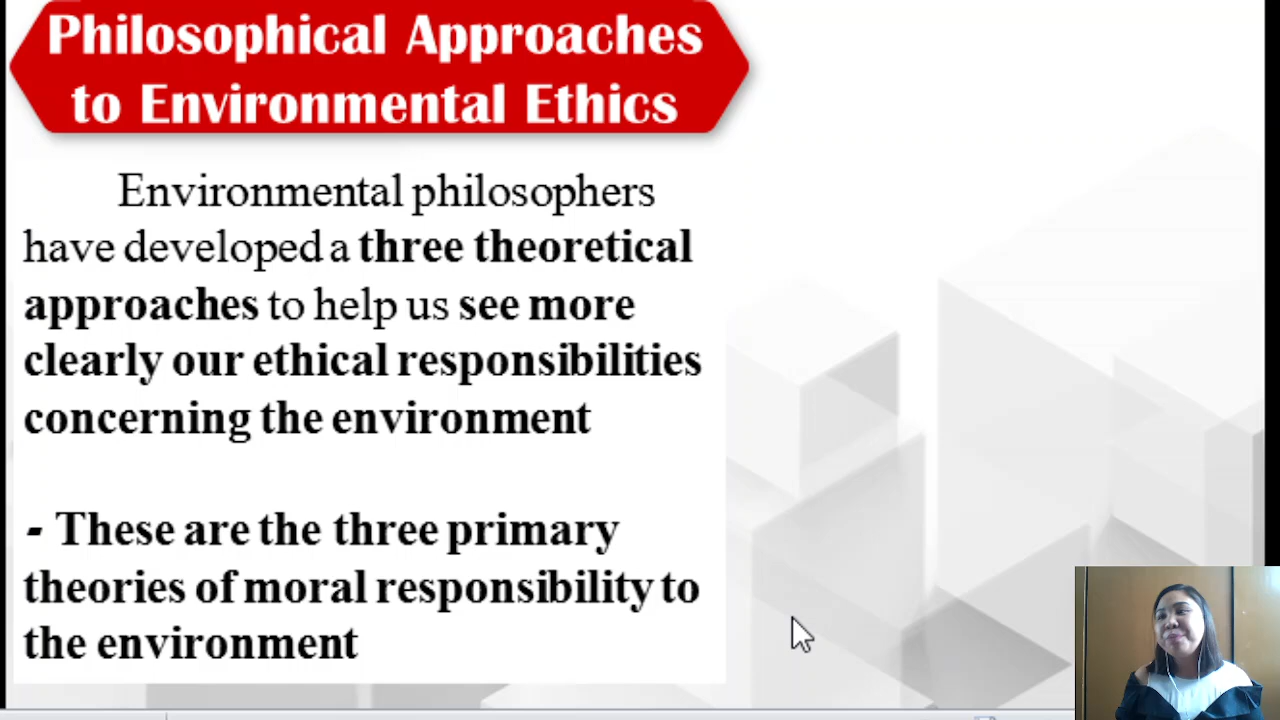 Philosophical Approaches
to Environmental Ethics
Environmental philosophers
have developed a three theoretical
approaches to help us see more
clearly our ethical responsibilities
concerning the environment
- These are the three primary
theories of moral responsibility to
the environment